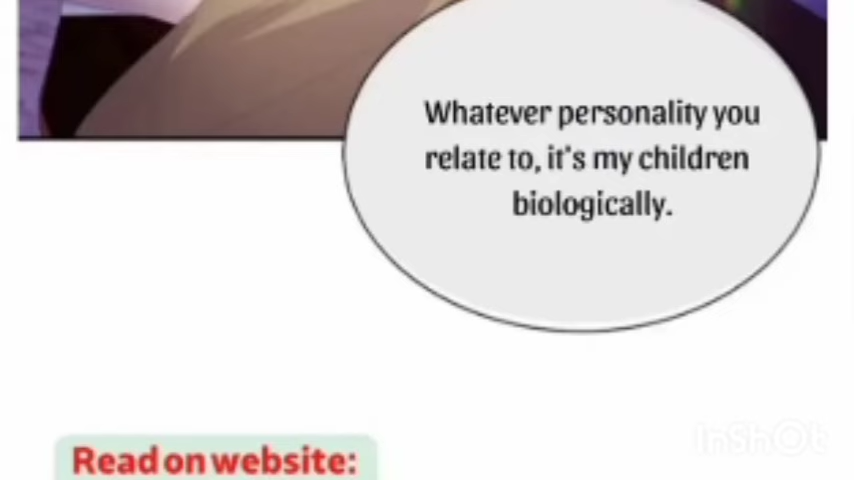 Whatever personality you
relate to, it's my children
biologically.
Read on website:
InShOt